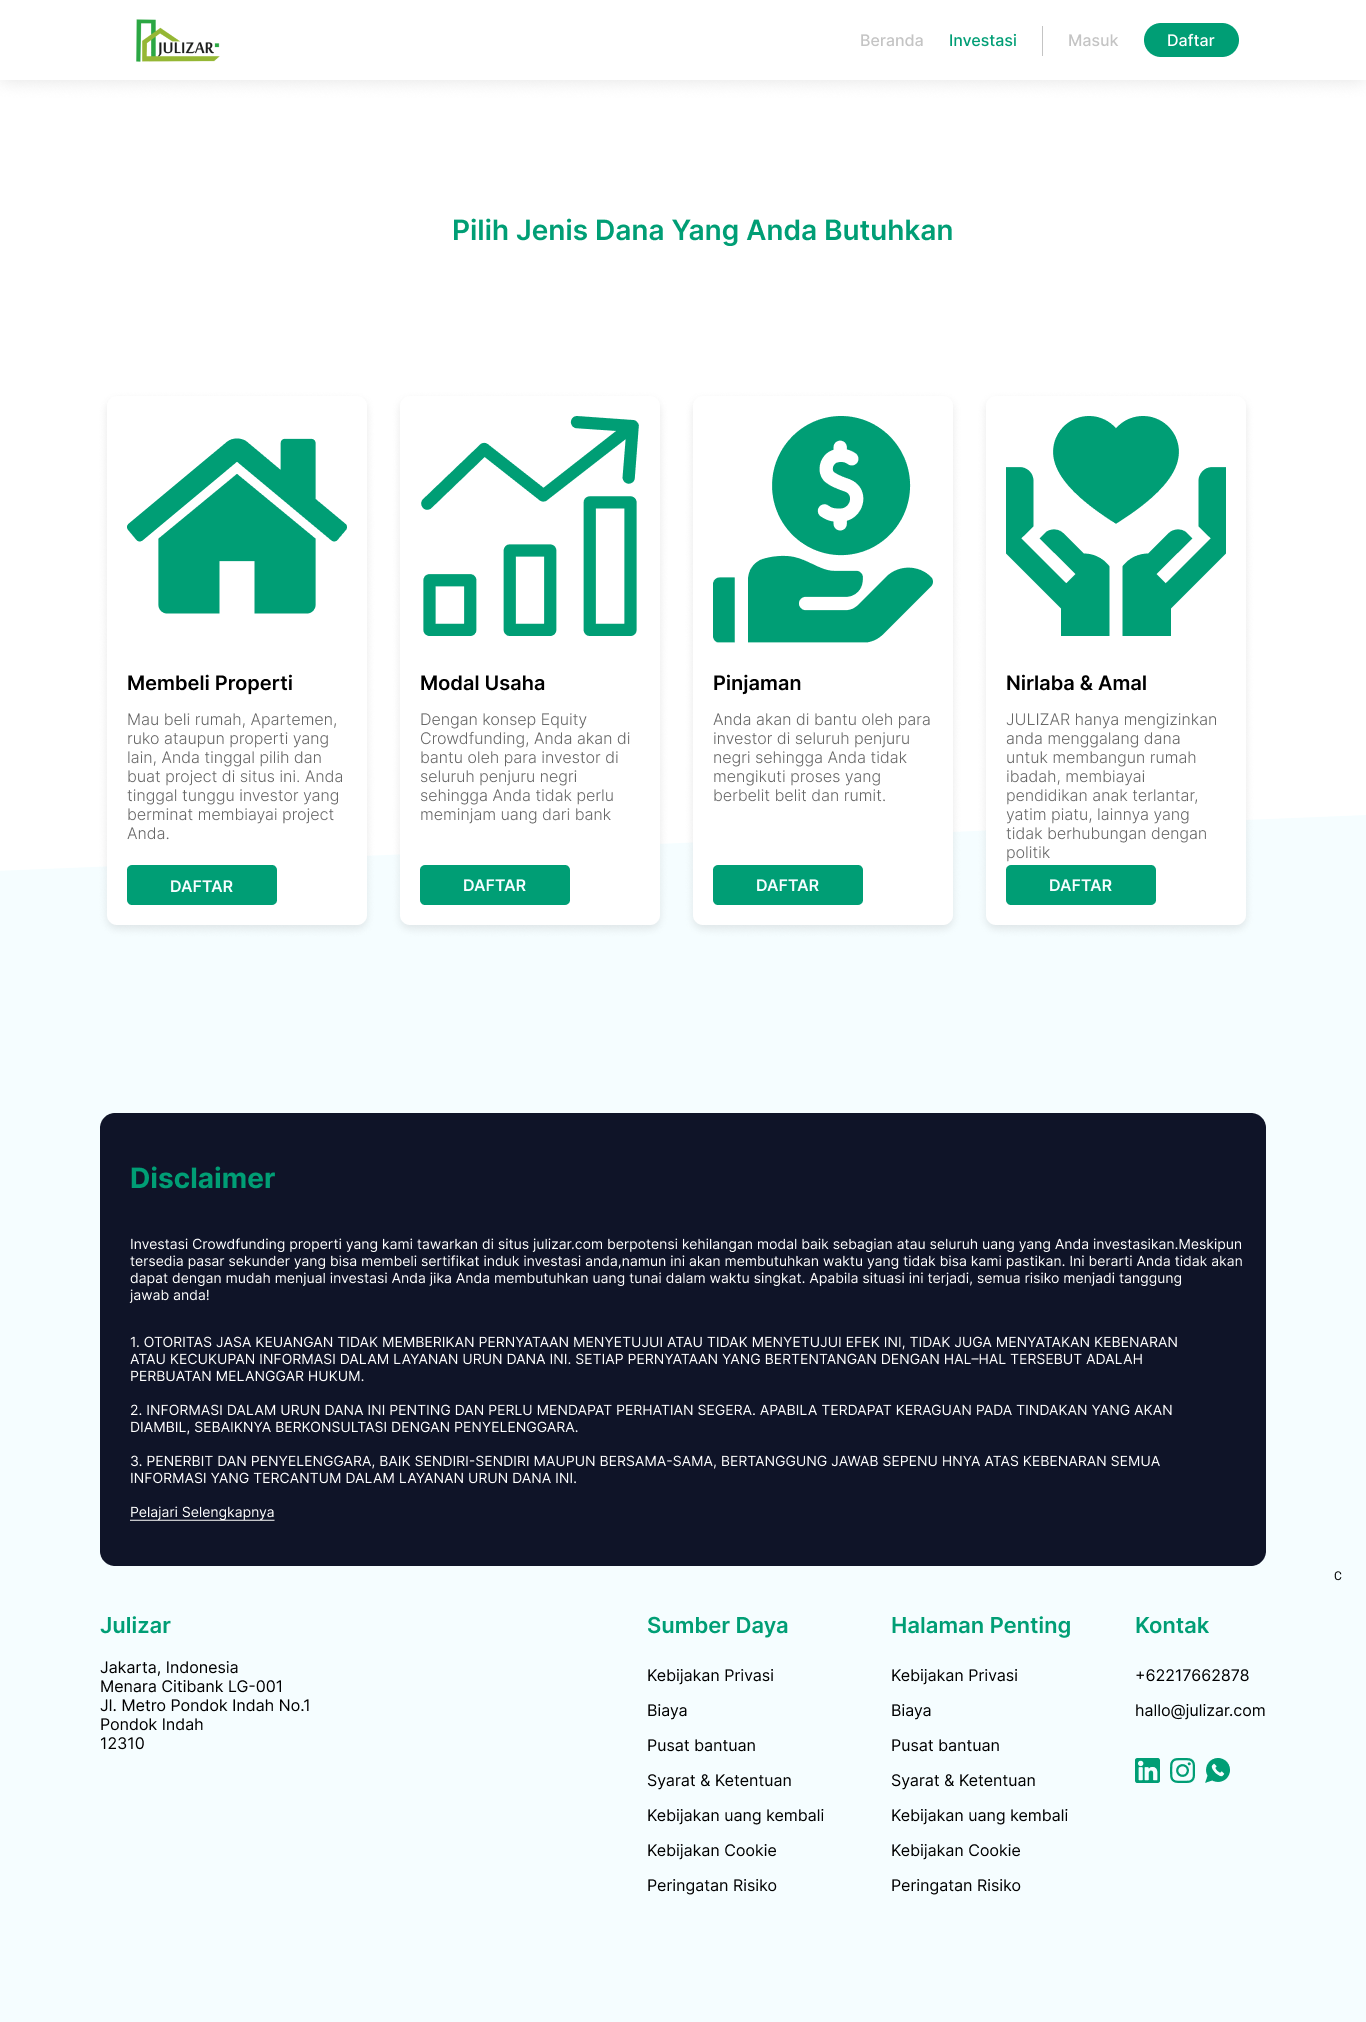 JULIZAR
Beranda
Investasi
Masuk
Daftar
Pilih Jenis Dana Yang Anda Butuhkan
Membeli Properti
Mau beli rumah, Apartemen,
ruko ataupun properti yang
lain, Anda tinggal pilih dan
buat project di situs ini. Anda
tinggal tunggu investor yang
berminat membiayai project
Anda.
DAFTAR
Modal Usaha
Dengan konsep Equity
Crowdfunding, Anda akan di
bantu oleh para investor di
seluruh penjuru negri
sehingga Anda tidak perlu
meminjam uang dari bank
DAFTAR
Pinjaman
Anda akan di bantu oleh para
investor di seluruh penjuru
negri sehingga Anda tidak
mengikuti proses yang
berbelit belit dan rumit.
DAFTAR
Nirlaba & Amal
JULIZAR hanya mengizinkan
anda menggalang dana
untuk membangun rumah
ibadah, membiayai
pendidikan anak terlantar,
yatim piatu, lainnya yang
tidak berhubungan dengan
politik
DAFTAR
Disclaimer
Investasi Crowdfunding properti yang kami tawarkan di situs julizar.com berpotensi kehilangan modal baik sebagian atau seluruh uang yang Anda investasikan.Meskipun
tersedia pasar sekunder yang bisa membeli sertifikat induk investasi anda,namun ini akan membutuhkan waktu yang tidak bisa kami pastikan. Ini berarti Anda tidak akan
dapat dengan mudah menjual investasi Anda jika Anda membutuhkan uang tunai dalam waktu singkat. Apabila situasi ini terjadi, semua risiko menjadi tanggung
jawab anda!
1. OTORITAS JASA KEUANGAN TIDAK MEMBERIKAN PERNYATAAN MENYETUJUI ATAU TIDAK MENYETUJUI EFEK INI, TIDAK JUGA MENYATAKAN KEBENARAN
ATAU KECUKUPAN INFORMASI DALAM LAYANAN URUN DANA INI. SETIAP PERNYATAAN YANG BERTENTANGAN DENGAN HAL–HAL TERSEBUT ADALAH
PERBUATAN MELANGGAR HUKUM.
2. INFORMASI DALAM URUN DANA INI PENTING DAN PERLU MENDAPAT PERHATIAN SEGERA. APABILA TERDAPAT KERAGUAN PADA TINDAKAN YANG AKAN
DIAMBIL, SEBAIKNYA BERKONSULTASI DENGAN PENYELENGGARA.
3. PENERBIT DAN PENYELENGGARA, BAIK SENDIRI-SENDIRI MAUPUN BERSAMA-SAMA, BERTANGGUNG JAWAB SEPENU HNYA ATAS KEBENARAN SEMUA
INFORMASI YANG TERCANTUM DALAM LAYANAN URUN DANA INI.
Pelajari Selengkapnya
C
Julizar
Jakarta, Indonesia
Menara Citibank LG-001
Jl. Metro Pondok Indah No.1
Pondok Indah
12310
Sumber Daya
Kebijakan Privasi
Biaya
Pusat bantuan
Syarat & Ketentuan
Kebijakan uang kembali
Kebijakan Cookie
Peringatan Risiko
Halaman Penting
Kebijakan Privasi
Biaya
Pusat bantuan
Syarat & Ketentuan
Kebijakan uang kembali
Kebijakan Cookie
Peringatan Risiko
Kontak
+62217662878
hallo@julizar.com